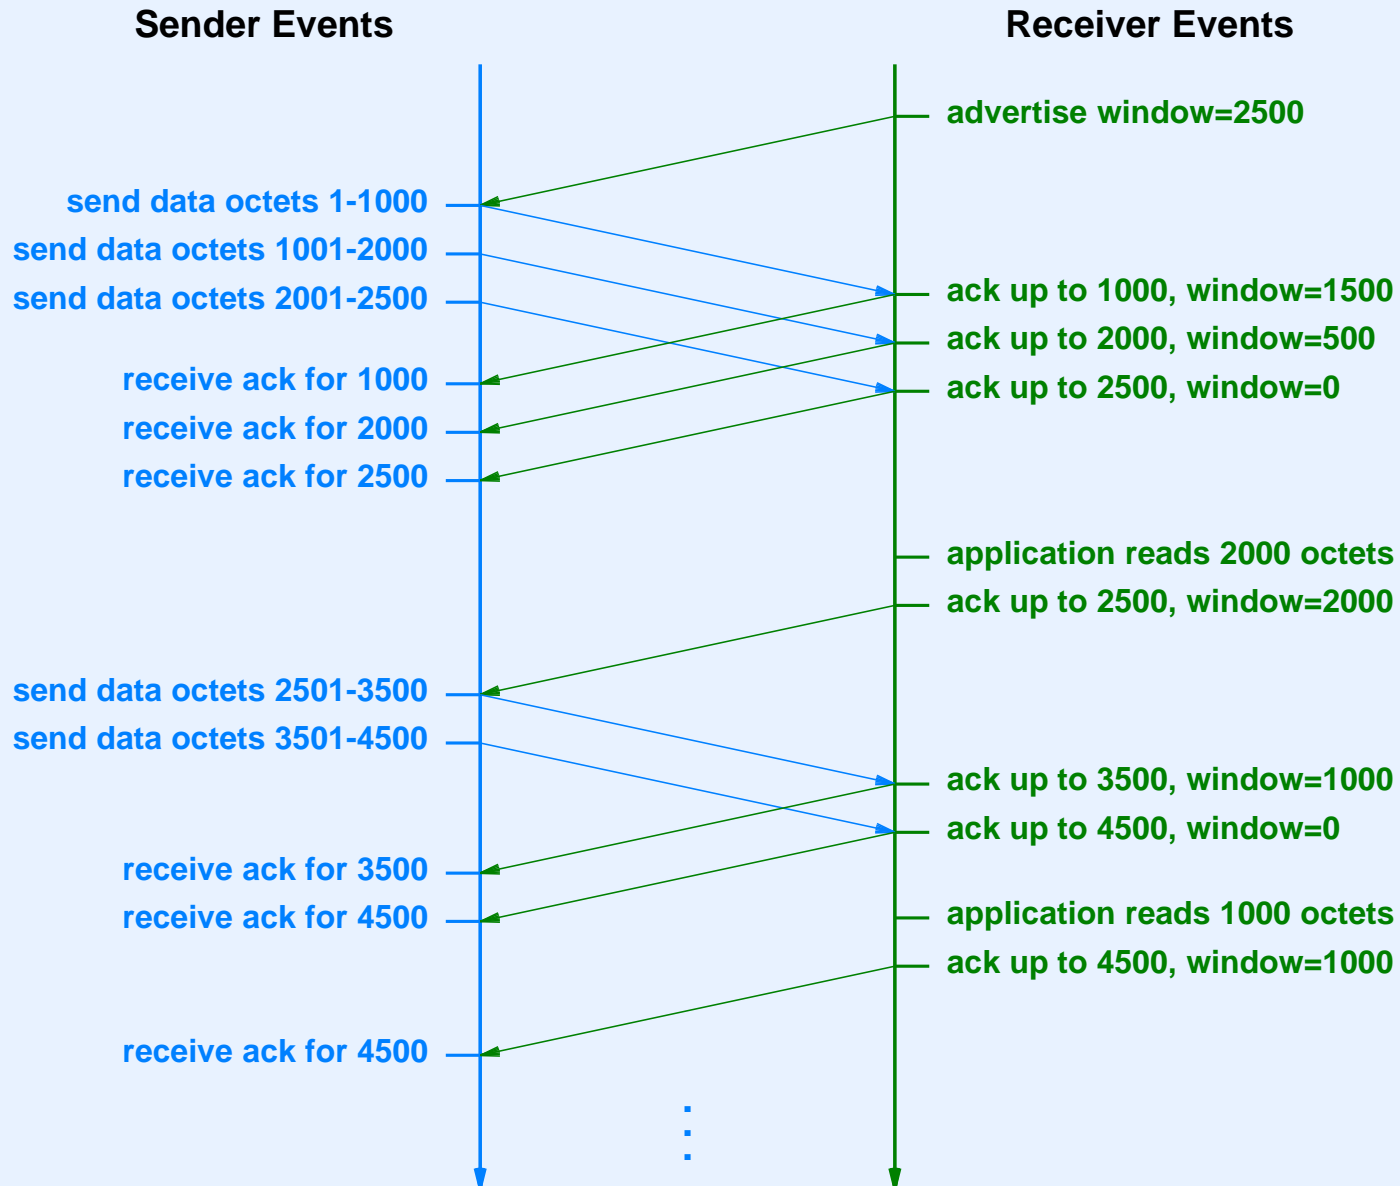 Sender Events
Receiver Events
advertise window=2500
send data octets 1-1000
send data octets 1001-2000
send data octets 2001-2500
ack up to 1000, window=1500
ack up to 2000, window=500
ack up to 2500, window=0
receive ack for 1000
receive ack for 2000
receive ack for 2500
application reads 2000 octets
ack up to 2500, window=2000
send data octets 2501-3500
send data octets 3501-4500
ack up to 3500, window=1000
ack up to 4500, window=0
receive ack for 3500
receive ack for 4500
application reads 1000 octets
ack up to 4500, window=1000
receive ack for 4500